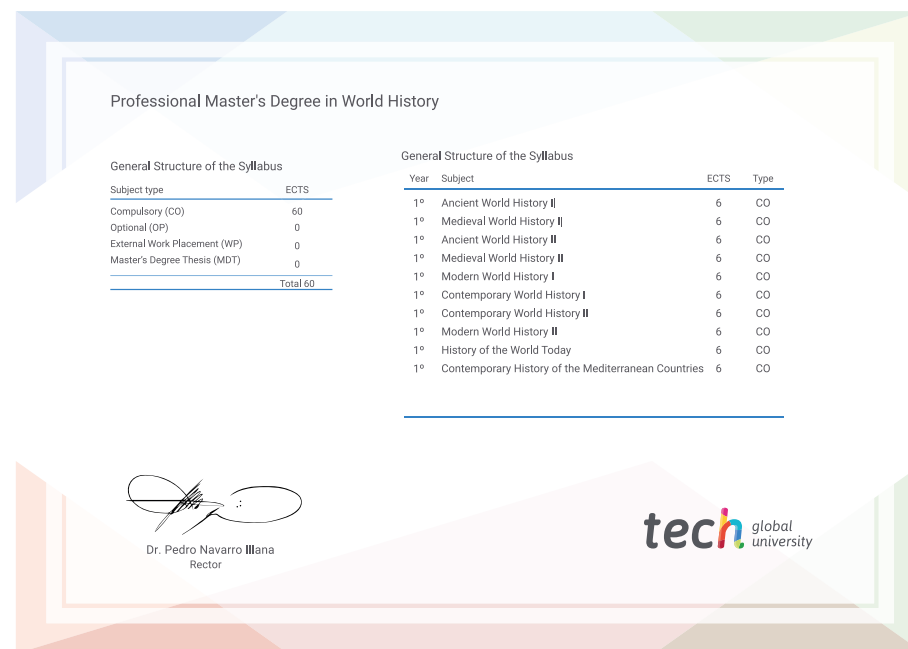 Professional Master's Degree in World History
General Structure of the Syllabus
Subject type ECTS
Compulsory (CO) 60
Optional (OP) 0
External Work Placement (WP) 0
Master's Degree Thesis (MDT) 0
Total 60
General Structure of the Syllabus
Year Subject ECTS Type
1º Ancient World History I 6 CO
1º Medieval World History I 6 CO
1º Ancient World History II 6 CO
1º Medieval World History II 6 CO
1º Modern World History I 6 CO
1º Contemporary World History I 6 CO
1º Contemporary World History II 6 CO
1º Modern World History II 6 CO
1º History of the World Today 6 CO
1º Contemporary History of the Mediterranean Countries 6 CO
Dr. Pedro Navarro Illana
Rector
tech global
university